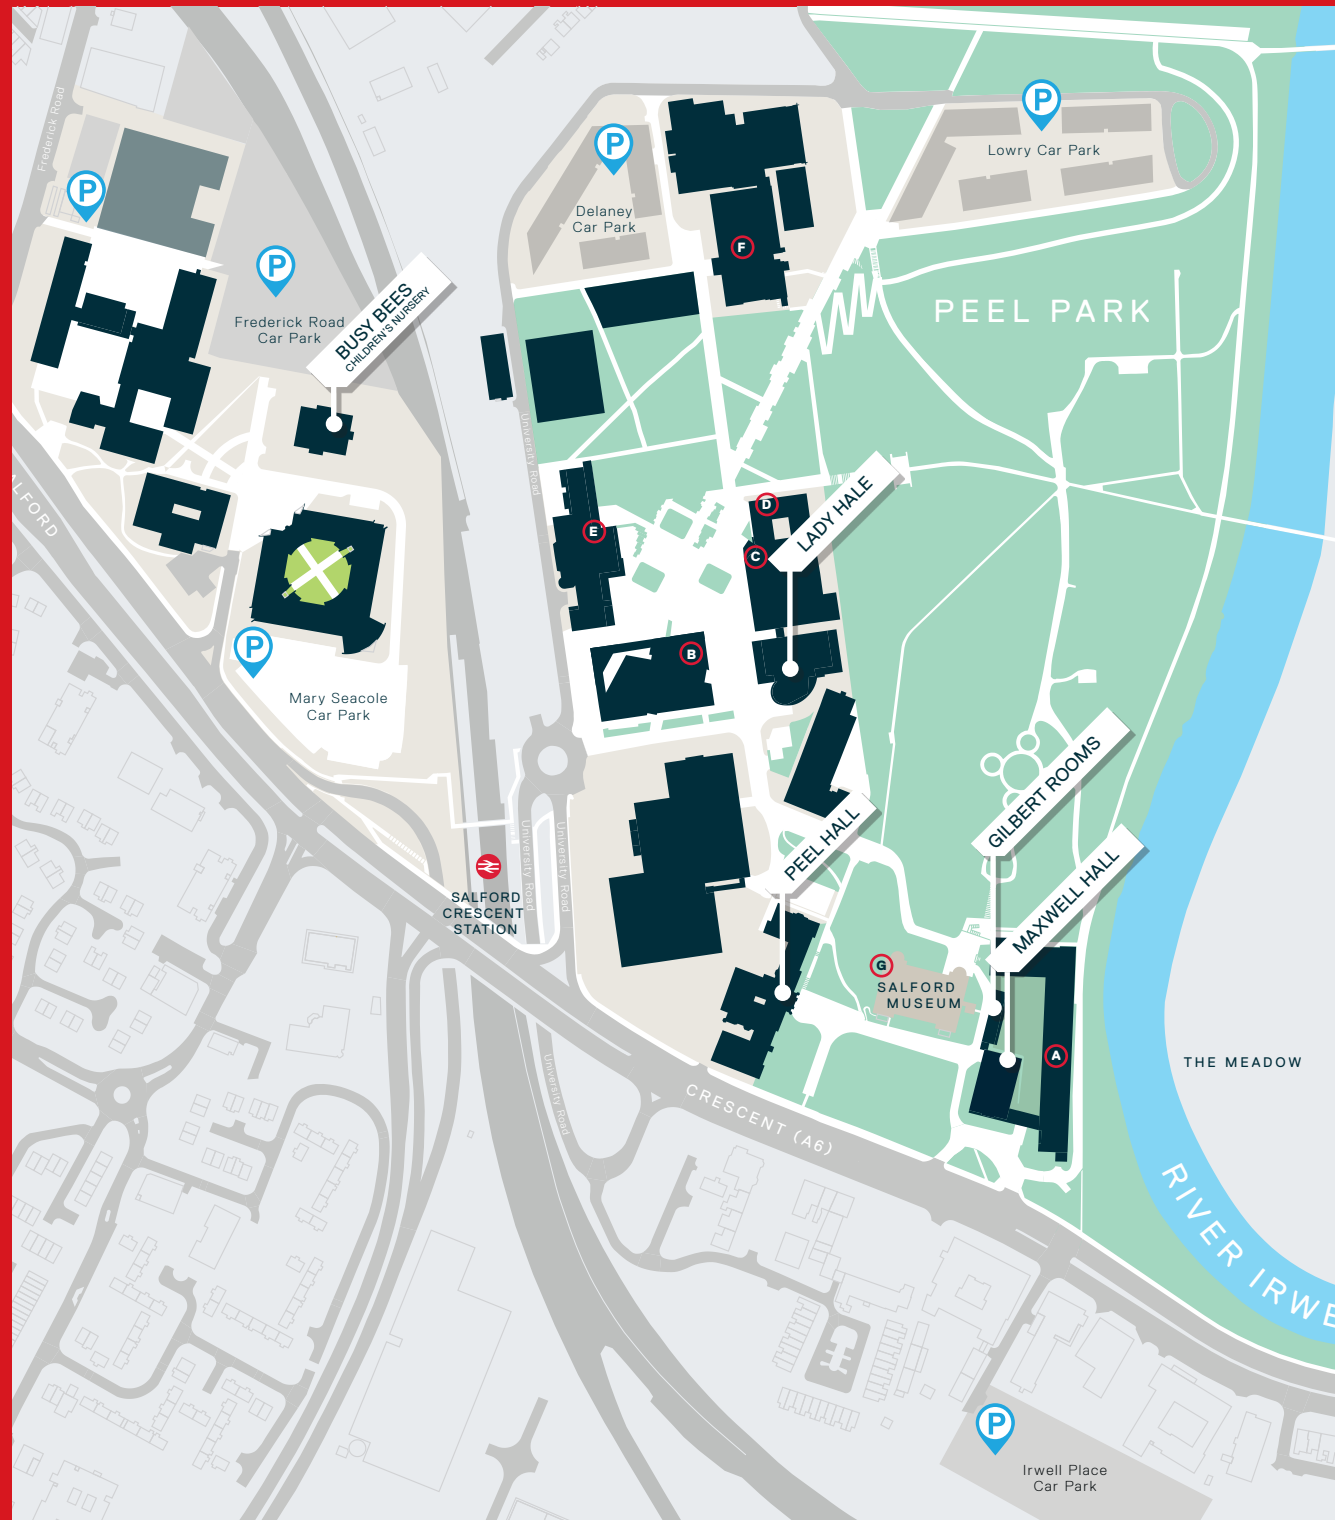 Frederick Road
P
P
Lowry Car Park
P
Delaney
Car Park
F
P
Frederick Road
Car Park
BUSY BEES
CHILDREN'S NURSERY
PEEL PARK
University Road
ALFORD
D
LADY HALE
E
C
B
P
Mary Seacole
Car Park
GILBERT ROOMS
PEEL HALL
MAXWELL HALL
University Road
University Road
SALFORD
CRESCENT
STATION
G
SALFORD
MUSEUM
A
THE MEADOW
University Road
CRESCENT (A6)
RIVER IRWE
P
Irwell Place
Car Park